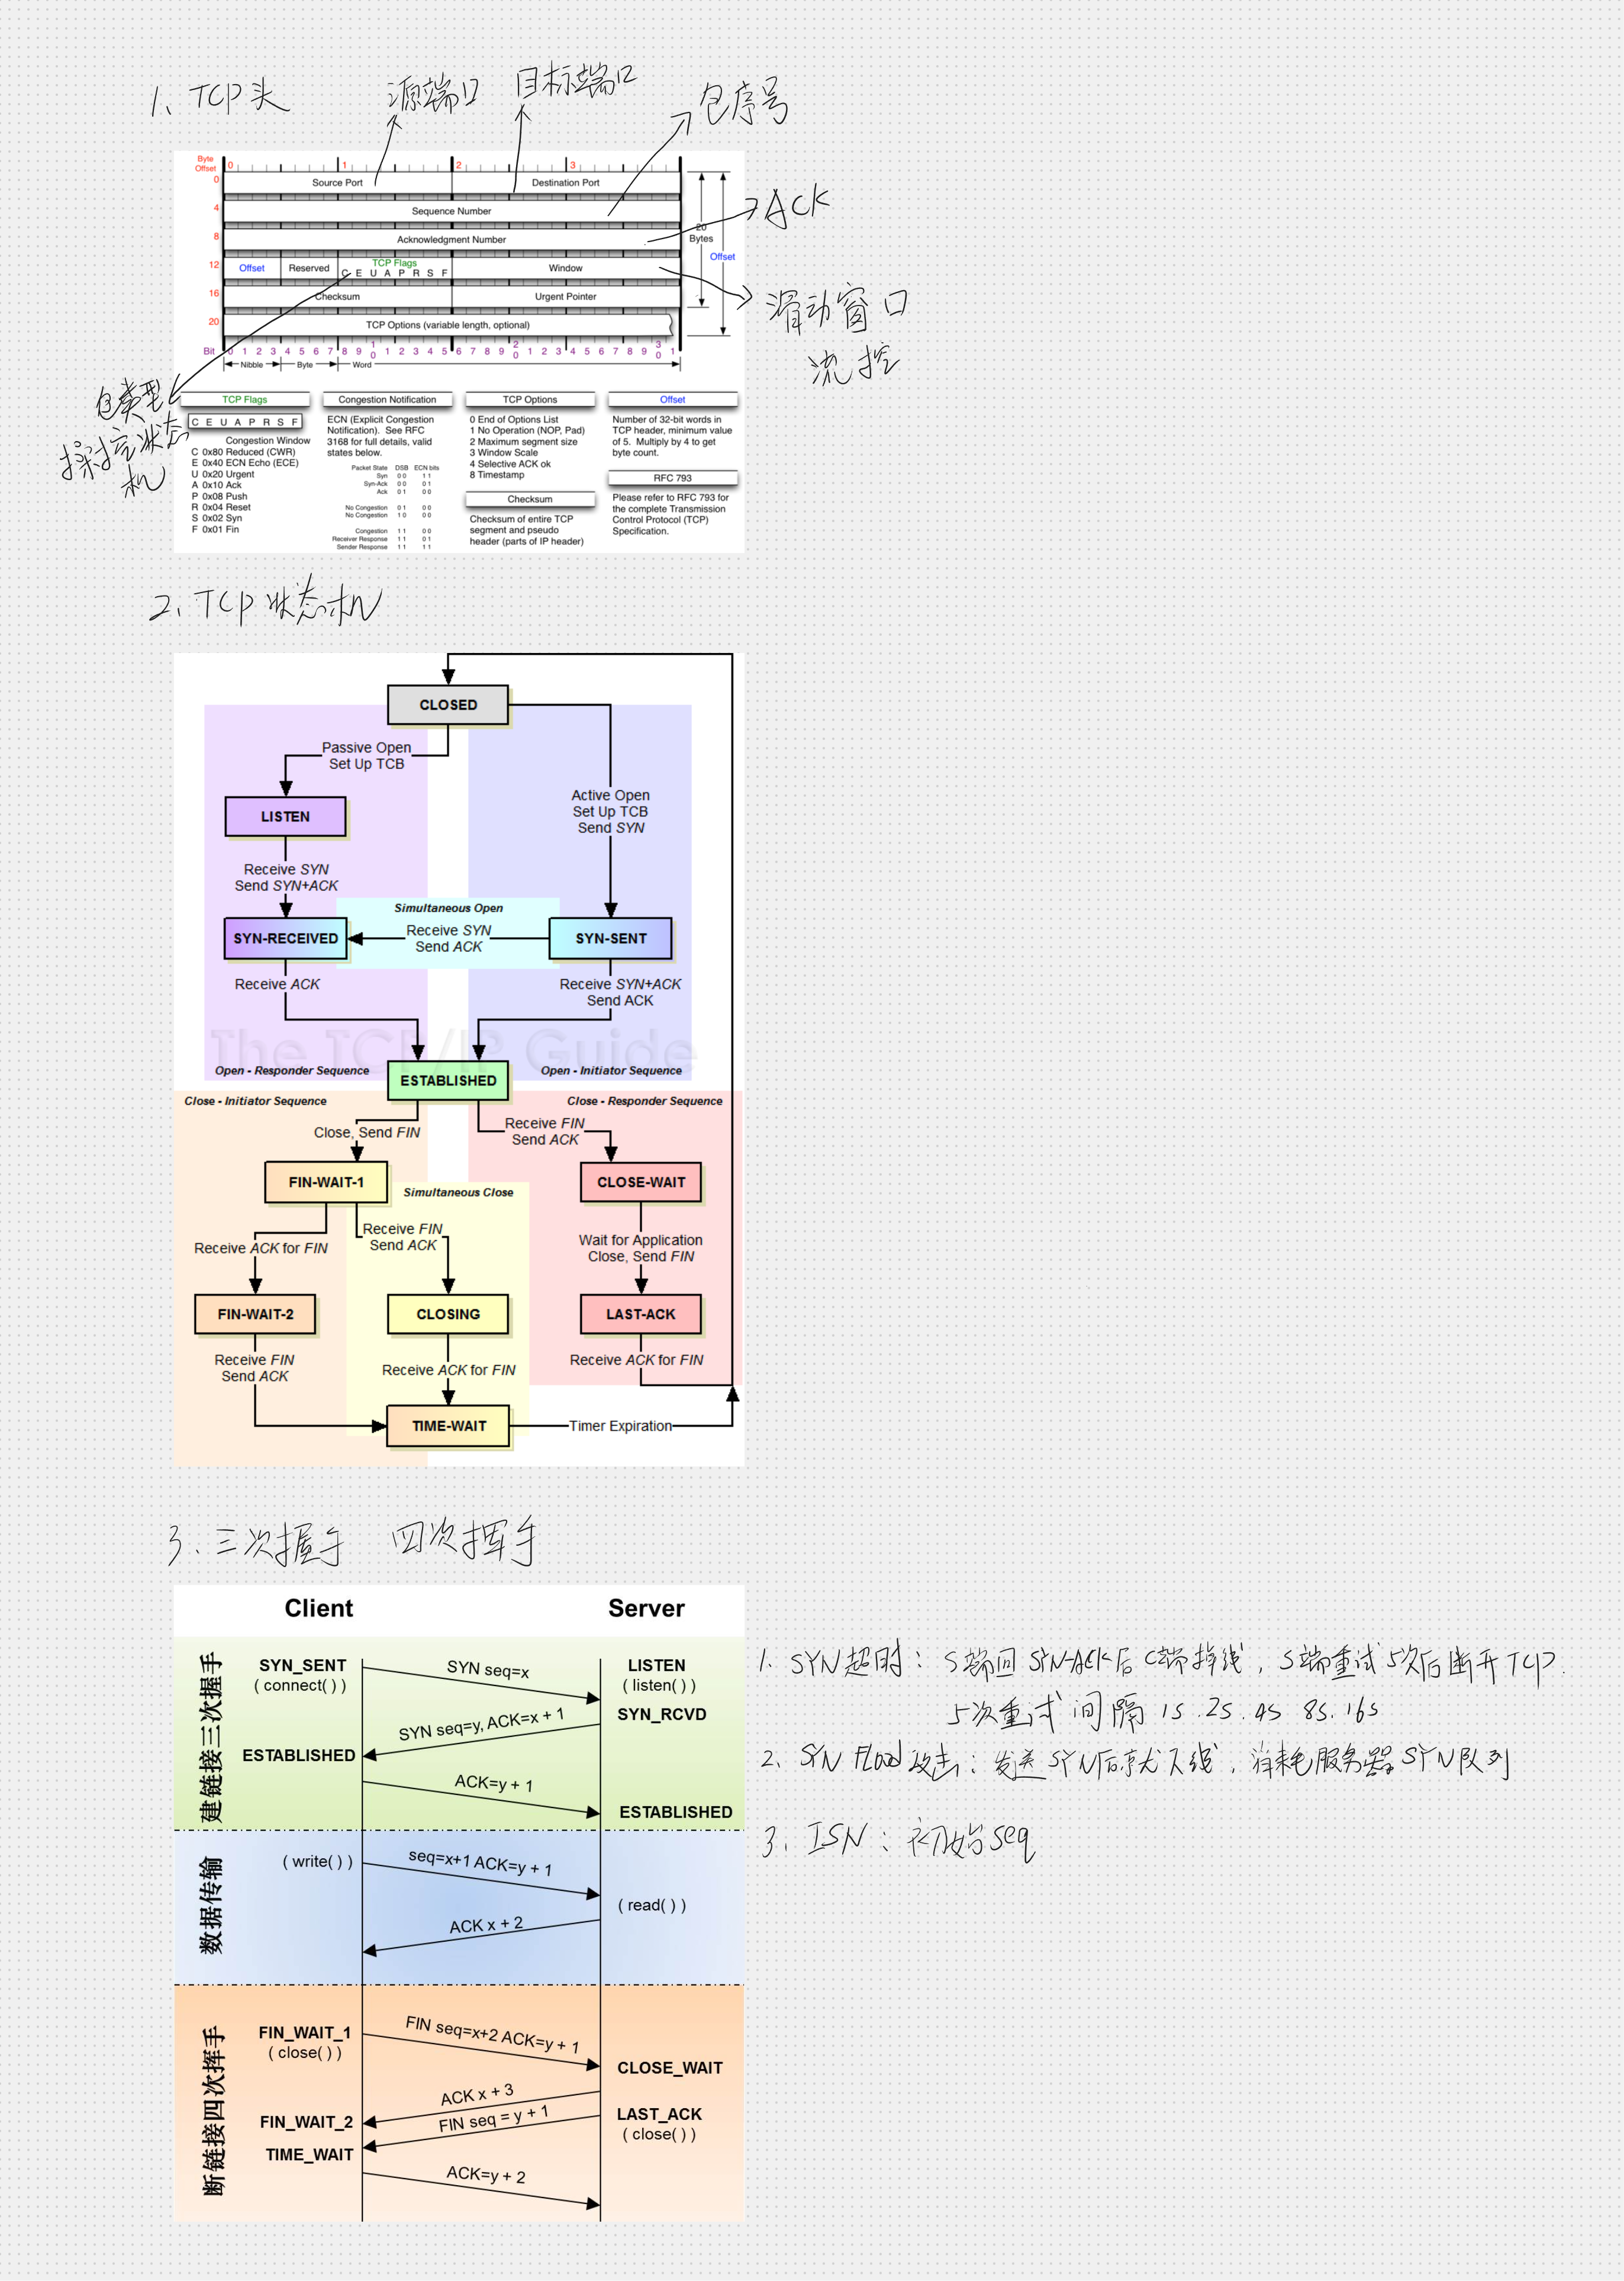 1、TCP头
源端口
目标端口
包序号
Byte
Offset
0 1 2 3
0 Source Port Destination Port
4 Sequence Number
ACK
8 Acknowledgment Number
20
Bytes
Offset
12 Offset Reserved TCP Flags Window
C E U A P R S F
16 Checksum Urgent Pointer
滑动窗口
流控
20 TCP Options (variable length, optional)
Bit 0 1 2 3 4 5 6 7 8 9 10 1 2 3 4 5 6 7 8 9 20 1 2 3 4 5 6 7 8 9 30 1
Nibble Byte Word
包类型
操控状态
机
TCP Flags
C E U A P R S F
Congestion Window
C 0x80 Reduced (CWR)
E 0x40 ECN Echo (ECE)
U 0x20 Urgent
A 0x10 Ack
P 0x08 Push
R 0x04 Reset
S 0x02 Syn
F 0x01 Fin
Congestion Notification
ECN (Explicit Congestion
Notification). See RFC
3168 for full details, valid
states below.
Packet State DSB ECN bits
Syn 0 0 1 1
Syn-Ack 0 0 0 1
Ack 0 1 0 0
No Congestion 0 1 0 0
No Congestion 1 0 0 0
Congestion 1 1 0 0
Receiver Response 1 1 0 1
Sender Response 1 1 1 1
TCP Options
0 End of Options List
1 No Operation (NOP, Pad)
2 Maximum segment size
3 Window Scale
4 Selective ACK ok
8 Timestamp
Checksum
Checksum of entire TCP
segment and pseudo
header (parts of IP header)
Offset
Number of 32-bit words in
TCP header, minimum value
of 5. Multiply by 4 to get
byte count.
RFC 793
Please refer to RFC 793 for
the complete Transmission
Control Protocol (TCP)
Specification.
2、TCP状态机
CLOSED
Passive Open
Set Up TCB
Active Open
Set Up TCB
Send SYN
LISTEN
Receive SYN
Send SYN+ACK
Simultaneous Open
SYN-RECEIVED
Receive SYN
Send ACK
SYN-SENT
Receive ACK
Receive SYN+ACK
Send ACK
The TCP/IP Guide
Open - Responder Sequence
ESTABLISHED
Open - Initiator Sequence
Close - Initiator Sequence
Close - Responder Sequence
Close, Send FIN
Receive FIN
Send ACK
FIN-WAIT-1
Simultaneous Close
CLOSE-WAIT
Receive ACK for FIN
Receive FIN
Send ACK
Wait for Application
Close, Send FIN
FIN-WAIT-2
CLOSING
LAST-ACK
Receive FIN
Send ACK
Receive ACK for FIN
Receive ACK for FIN
TIME-WAIT
Timer Expiration
3、三次握手 四次挥手
Client Server
建链接三次握手
SYN_SENT
( connect( ) )
SYN seq=x
LISTEN
( listen( ) )
SYN_RCVD
SYN seq=y, ACK=x + 1
ESTABLISHED
ACK=y + 1
ESTABLISHED
数据传输
( write( ) )
seq=x+1 ACK=y + 1
( read( ) )
ACK x + 2
断链接四次挥手
FIN_WAIT_1
( close( ) )
FIN seq=x+2 ACK=y + 1
CLOSE_WAIT
ACK x + 3
FIN_WAIT_2
FIN seq = y + 1
LAST_ACK
( close( ) )
TIME_WAIT
ACK=y + 2
1、SYN超时：S端回SYN-ACK后C端掉线，S端重试5次后断开TCP.
5次重试间隔 1s.2s.4s 8s.16s
2、SYN Flood攻击：发送SYN后就下线，消耗服务器SYN队列
3、ISN：初始seq